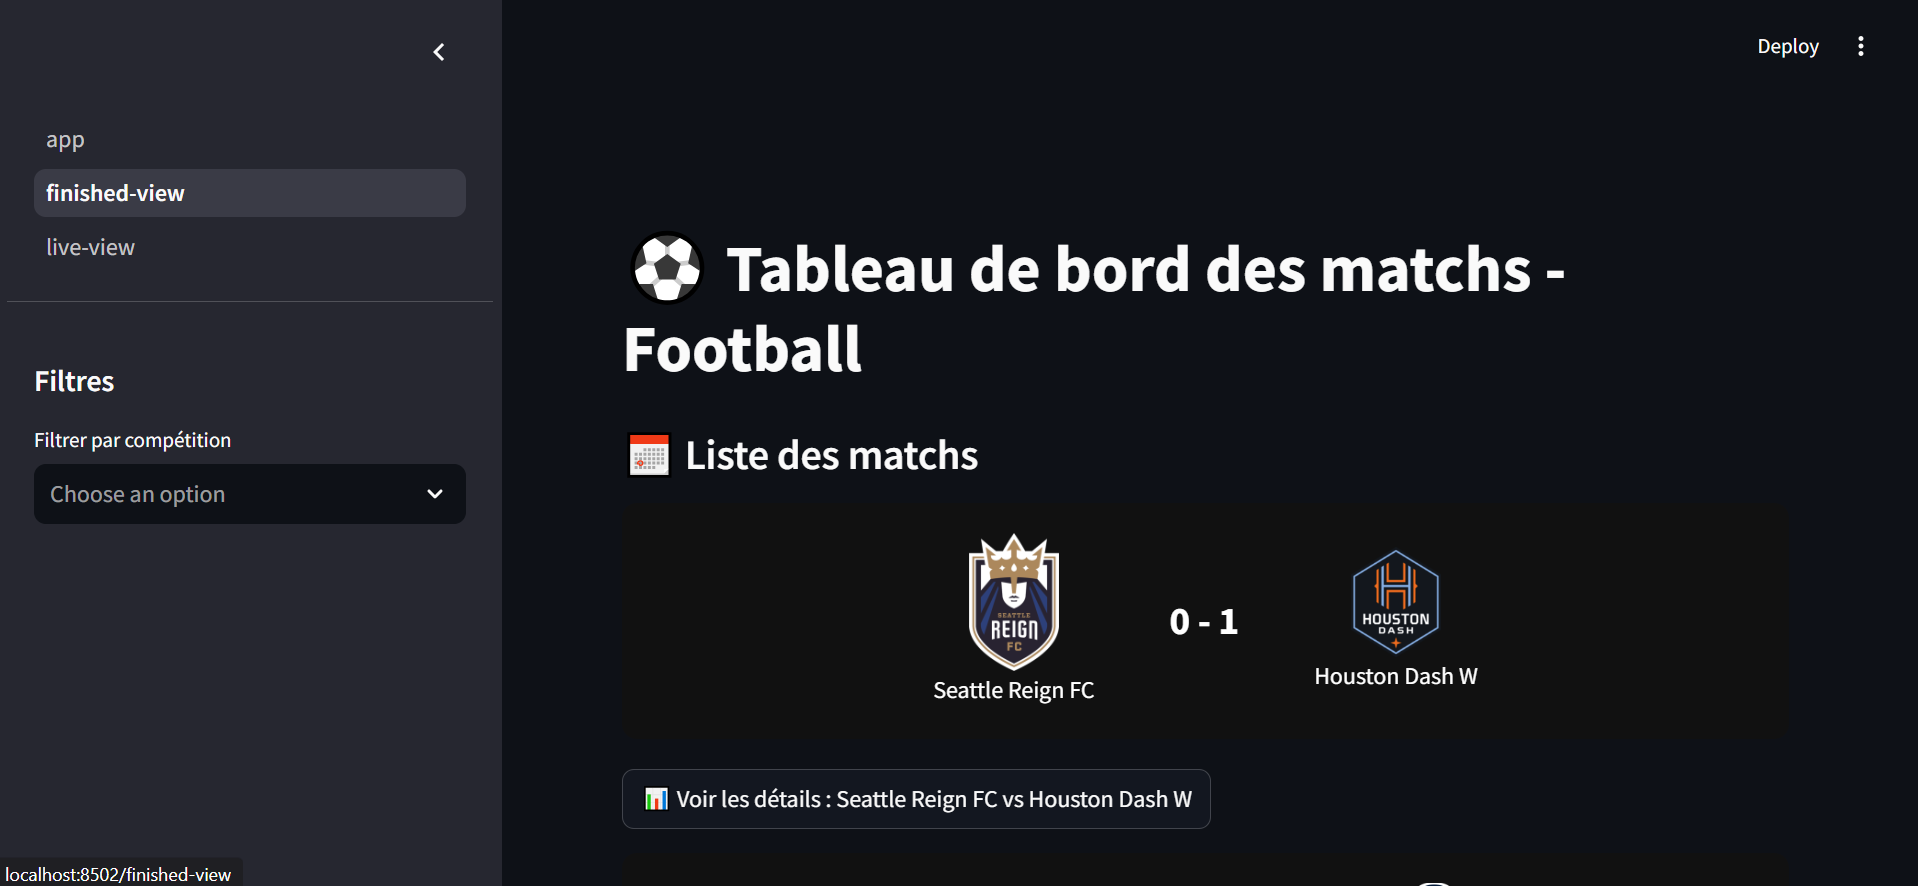 Deploy
app
finished-view
live-view
Filtres
Filtrer par compétition
Choose an option
Tableau de bord des matchs -
Football
Liste des matchs
SEATTLE
REIGN
FC
Seattle Reign FC
0 - 1
HOUSTON
DASH
Houston Dash W
Voir les détails : Seattle Reign FC vs Houston Dash W
localhost:8502/finished-view